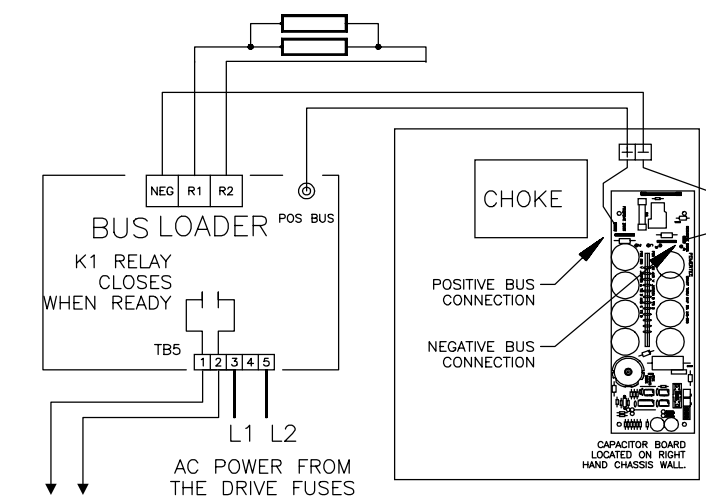 NEG R1 R2
BUS LOADER
POS BUS
K1 RELAY
CLOSES
WHEN READY
TB5
1 2 3 4 5
L1 L2
AC POWER FROM
THE DRIVE FUSES
+ −
CHOKE
POSITIVE BUS
CONNECTION
NEGATIVE BUS
CONNECTION
CAPACITOR BOARD
LOCATED ON RIGHT
HAND CHASSIS WALL.